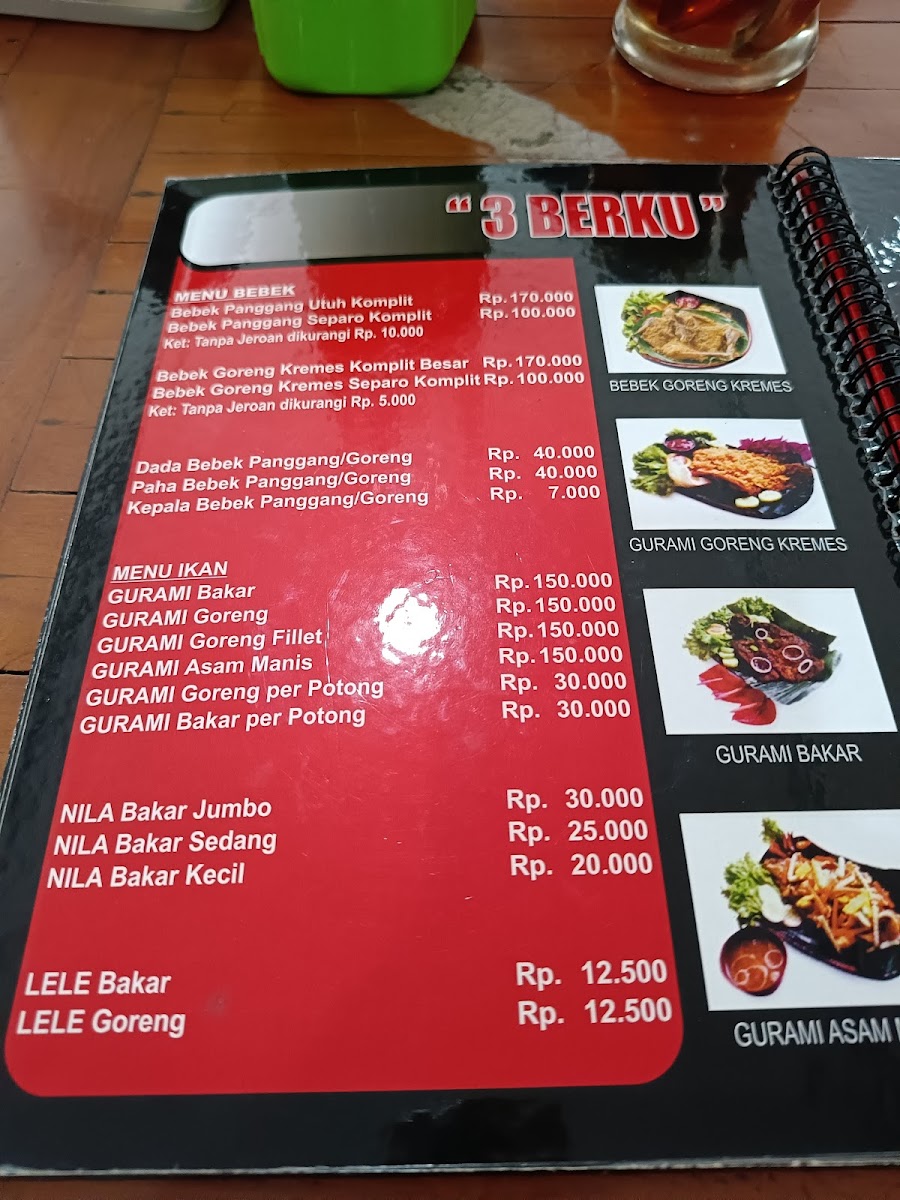 “ 3 BERKU ”
MENU BEBEK
Bebek Panggang Utuh Komplit Rp. 170.000
Bebek Panggang Separo Komplit Rp. 100.000
Ket: Tanpa Jeroan dikurangi Rp. 10.000
Bebek Goreng Kremes Komplit Besar Rp. 170.000
Bebek Goreng Kremes Separo Komplit Rp. 100.000
Ket: Tanpa Jeroan dikurangi Rp. 5.000
Dada Bebek Panggang/Goreng Rp. 40.000
Paha Bebek Panggang/Goreng Rp. 40.000
Kepala Bebek Panggang/Goreng Rp. 7.000
MENU IKAN
GURAMI Bakar Rp. 150.000
GURAMI Goreng Rp. 150.000
GURAMI Goreng Fillet Rp. 150.000
GURAMI Asam Manis Rp. 150.000
GURAMI Goreng per Potong Rp. 30.000
GURAMI Bakar per Potong Rp. 30.000
NILA Bakar Jumbo Rp. 30.000
NILA Bakar Sedang Rp. 25.000
NILA Bakar Kecil Rp. 20.000
LELE Bakar Rp. 12.500
LELE Goreng Rp. 12.500
BEBEK GORENG KREMES
GURAMI GORENG KREMES
GURAMI BAKAR
GURAMI ASAM